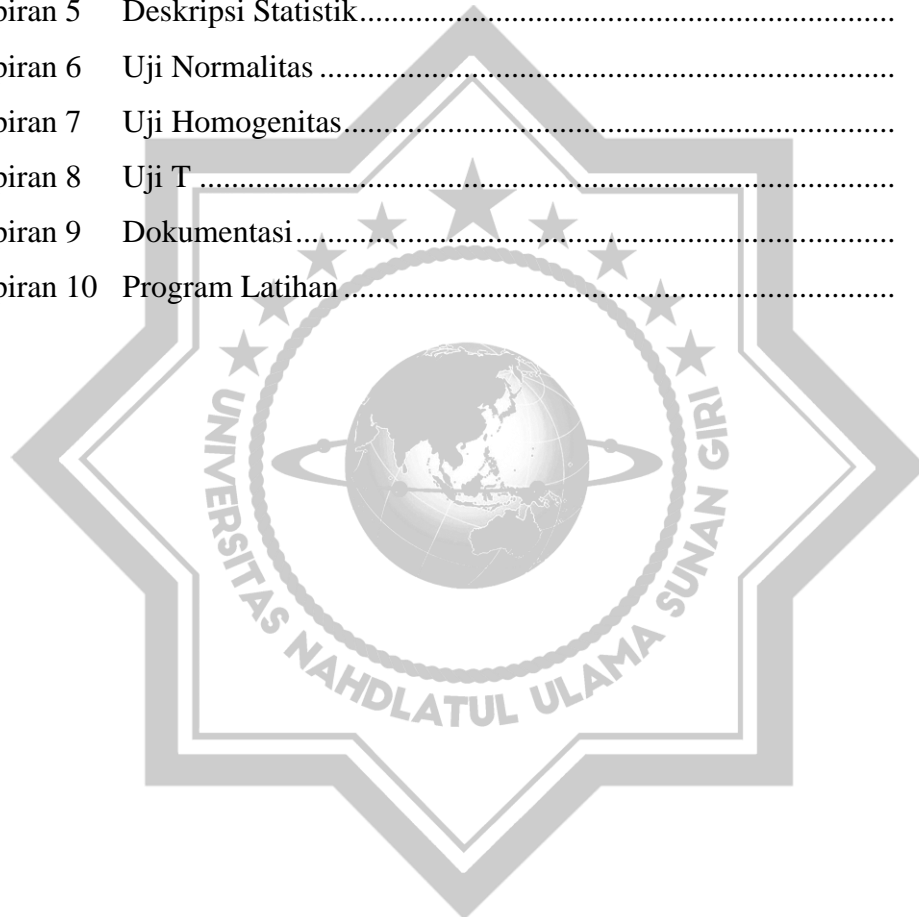 piran 5 Deskripsi Statistik....................................................................
piran 6 Uji Normalitas .........................................................................
piran 7 Uji Homogenitas......................................................................
piran 8 Uji T ........................................................................................
piran 9 Dokumentasi............................................................................
piran 10 Program Latihan ......................................................................
UNIVERSITAS NAHDLATUL ULAMA SUNAN GIRI